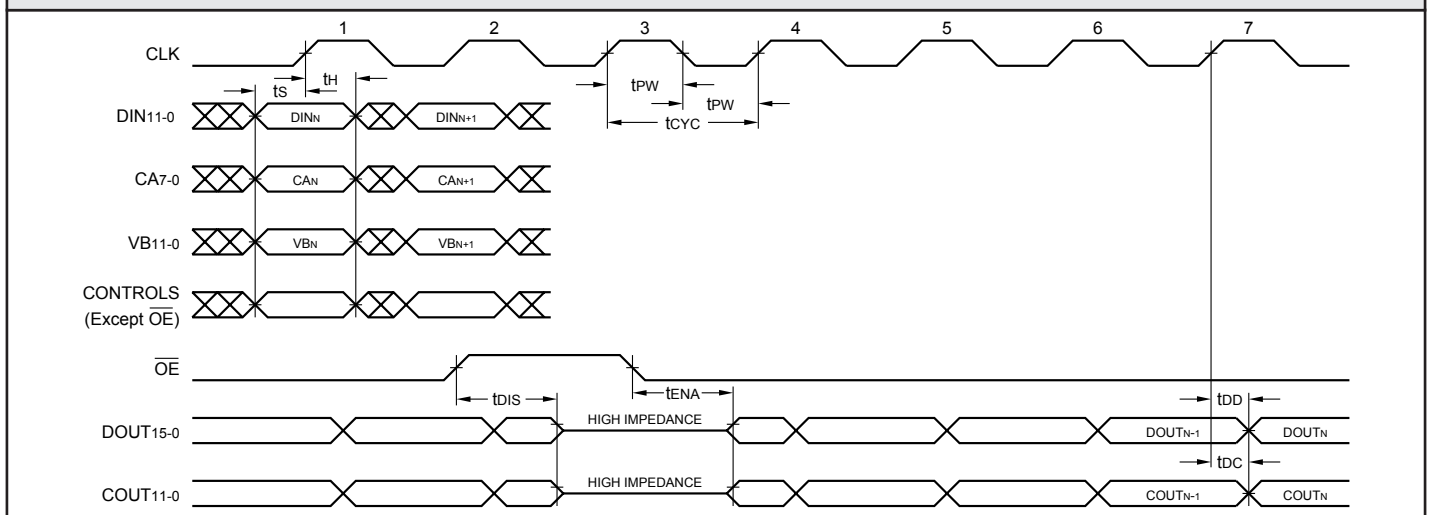 1 2 3 4 5 6 7
CLK
tS tH
tPW
tPW
tCYC
DIN11-0 DINN DINN+1
CA7-0 CAN CAN+1
VB11-0 VBN VBN+1
CONTROLS
(Except OE)
OE
tDIS tENA
tDD
DOUT15-0 HIGH IMPEDANCE DOUTN-1 DOUTN
tDC
COUT11-0 HIGH IMPEDANCE COUTN-1 COUTN